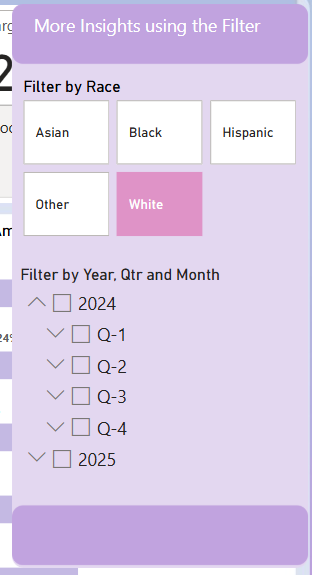 More Insights using the Filter
Filter by Race
Asian
Black
Hispanic
Other
White
Filter by Year, Qtr and Month
2024
Q-1
Q-2
Q-3
Q-4
2025